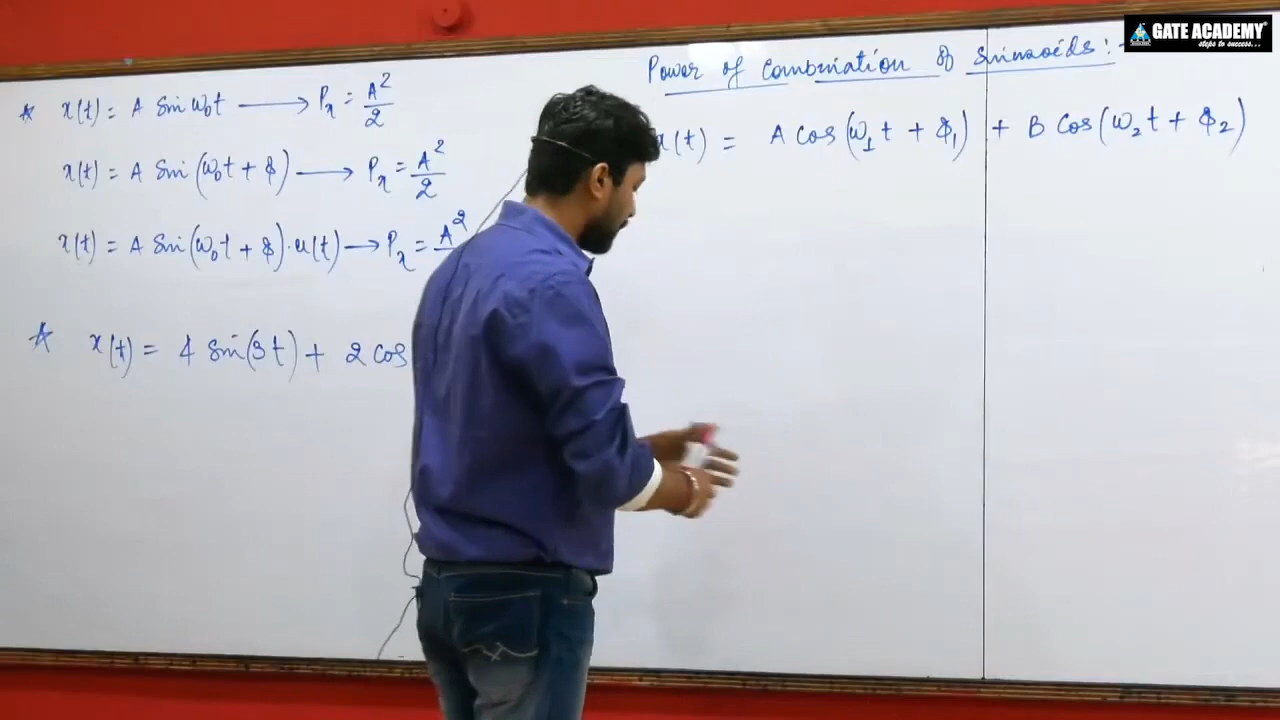 GATE ACADEMY
steps to success...
* x(t) = A Sin ω₀t ⟶ Pₓ = A²/2
x(t) = A Sin (ω₀t + φ) ⟶ Pₓ = A²/2
x(t) = A Sin (ω₀t + φ)·u(t) ⟶ Pₓ = A²
* x(t) = 4 Sin(3t) + 2 cos
Power of combination of sinusoids :-
x(t) = A Cos(ω₁t + φ₁) + B Cos(ω₂t + φ₂)